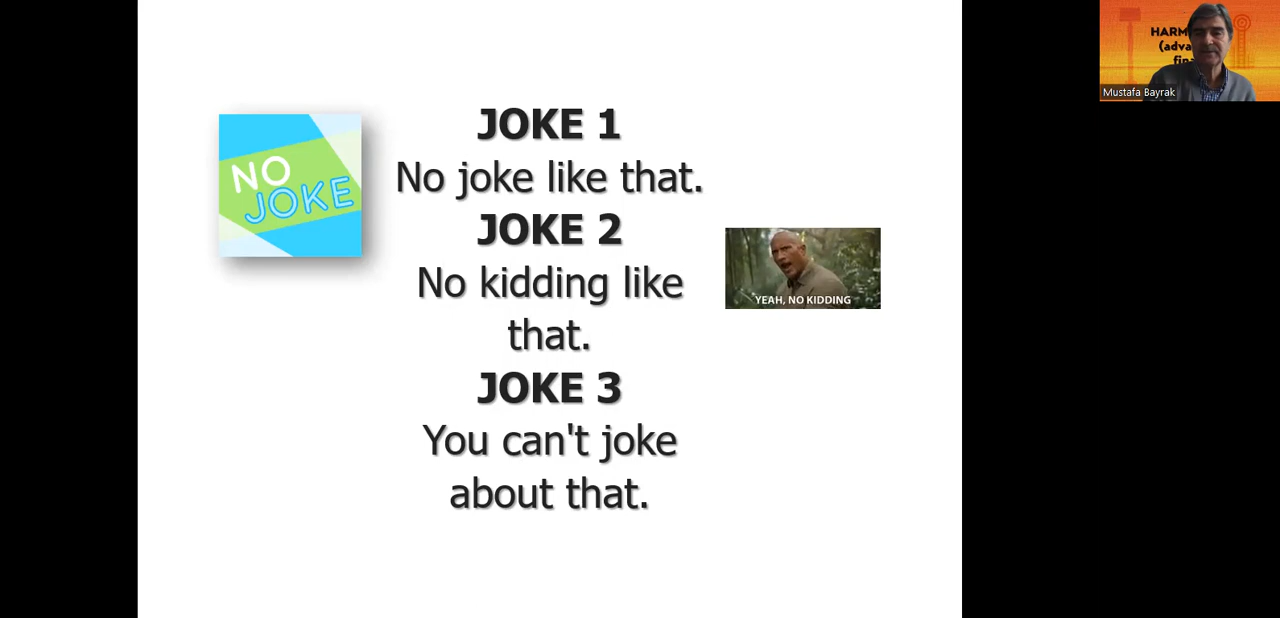 NO
JOKE
JOKE 1
No joke like that.
JOKE 2
No kidding like
that.
JOKE 3
You can't joke
about that.
YEAH, NO KIDDING
Mustafa Bayrak